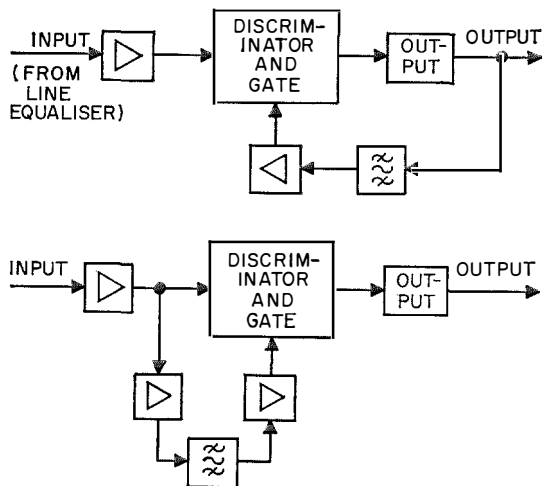 INPUT
(FROM
LINE
EQUALISER)
DISCRIM-
INATOR
AND
GATE
OUT-
PUT
OUTPUT
INPUT
DISCRIM-
INATOR
AND
GATE
OUT-
PUT
OUTPUT